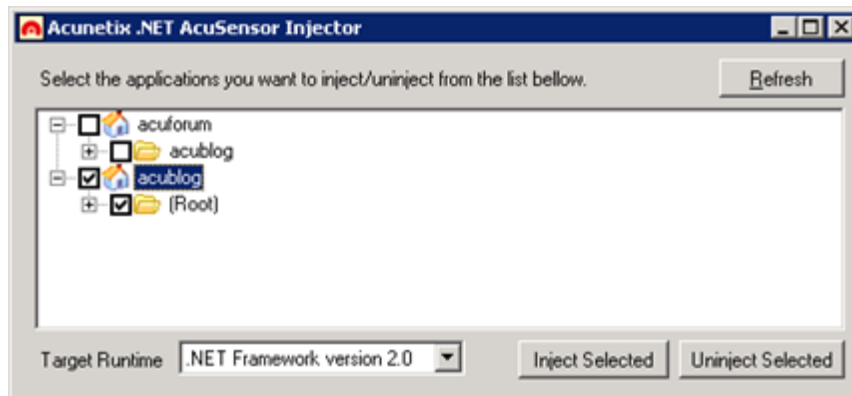 Acunetix .NET AcuSensor Injector
Select the applications you want to inject/uninject from the list bellow.
Refresh
acuforum
acublog
acublog
(Root)
Target Runtime .NET Framework version 2.0 Inject Selected Uninject Selected